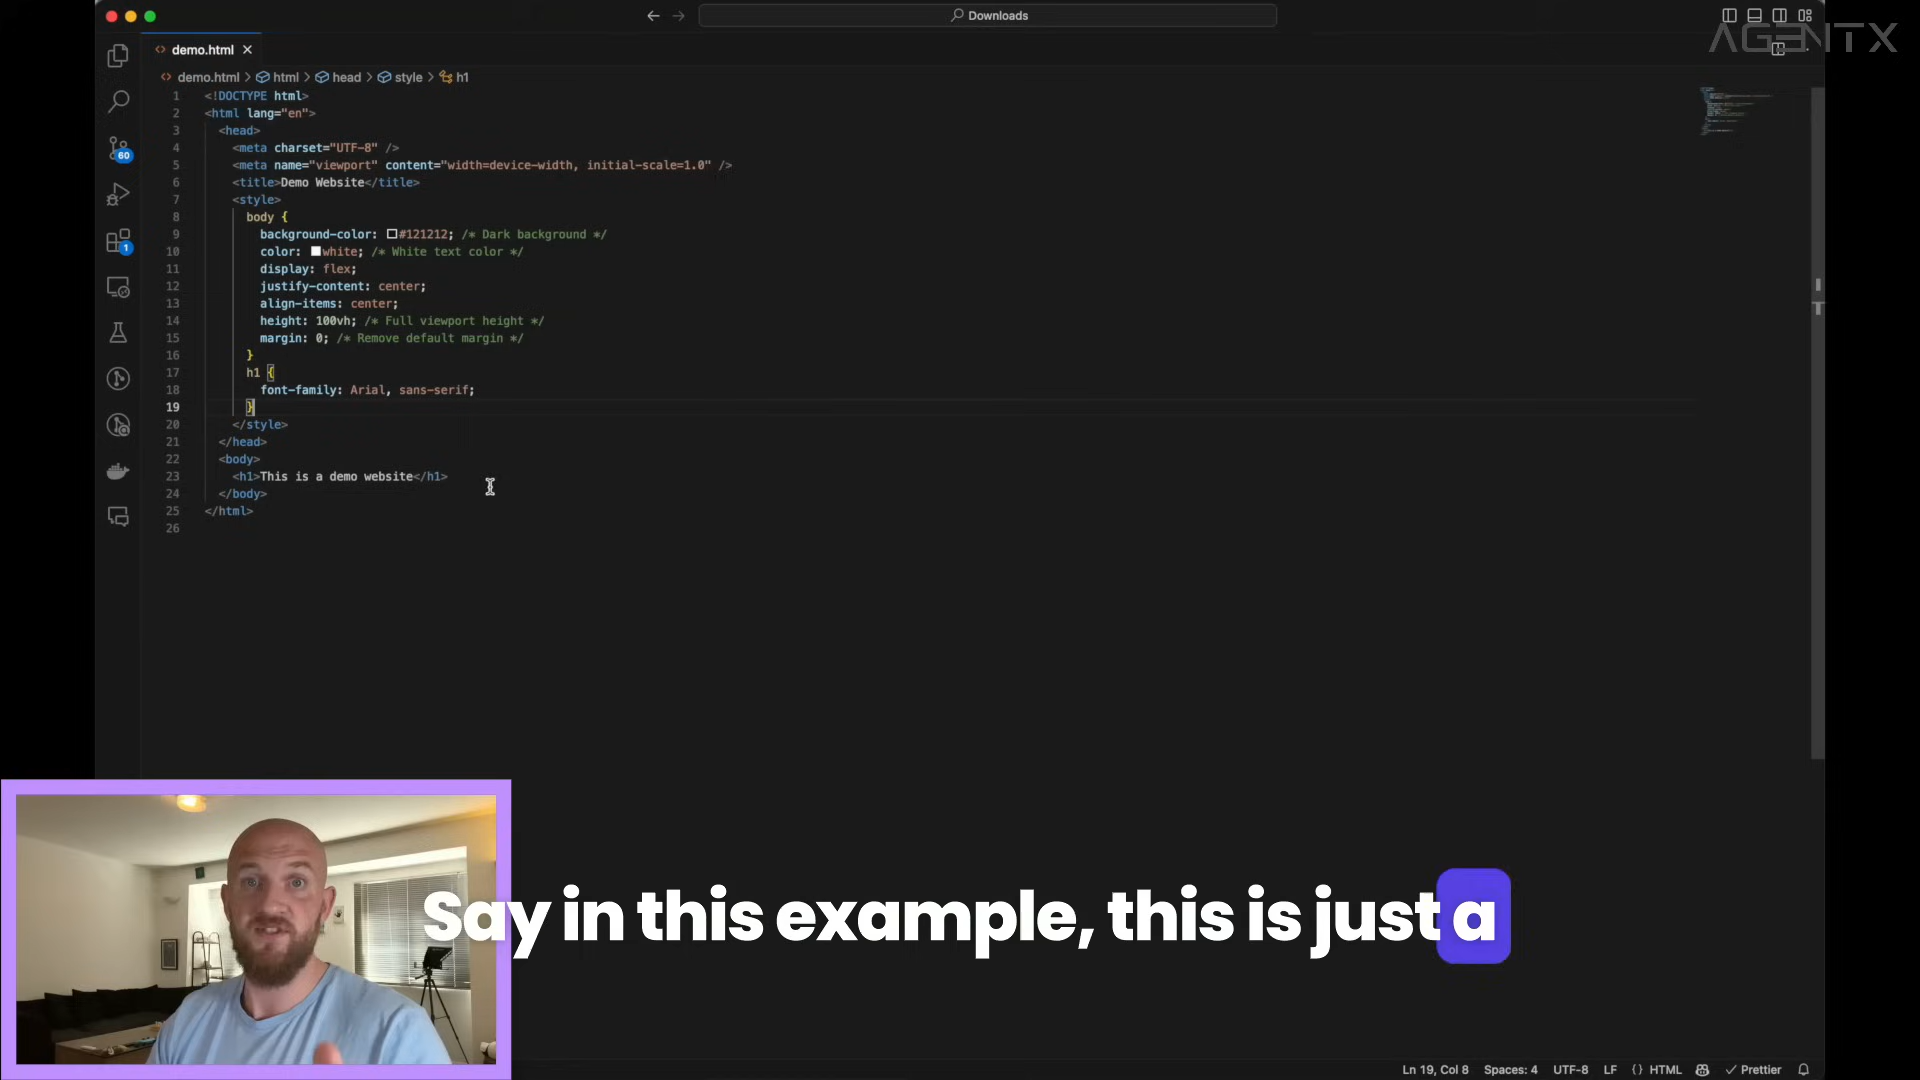 Downloads
AGENTX
demo.html
demo.html > html > head > style > h1
1 <!DOCTYPE html>
2 <html lang="en">
3 <head>
4 <meta charset="UTF-8" />
5 <meta name="viewport" content="width=device-width, initial-scale=1.0" />
6 <title>Demo Website</title>
7 <style>
8 body {
9 background-color: #121212; /* Dark background */
10 color: white; /* White text color */
11 display: flex;
12 justify-content: center;
13 align-items: center;
14 height: 100vh; /* Full viewport height */
15 margin: 0; /* Remove default margin */
16 }
17 h1 {
18 font-family: Arial, sans-serif;
19 }
20 </style>
21 </head>
22 <body>
23 <h1>This is a demo website</h1>
24 </body>
25 </html>
26
60
1
Say in this example, this is just a
Ln 19, Col 8 Spaces: 4 UTF-8 LF {} HTML Prettier